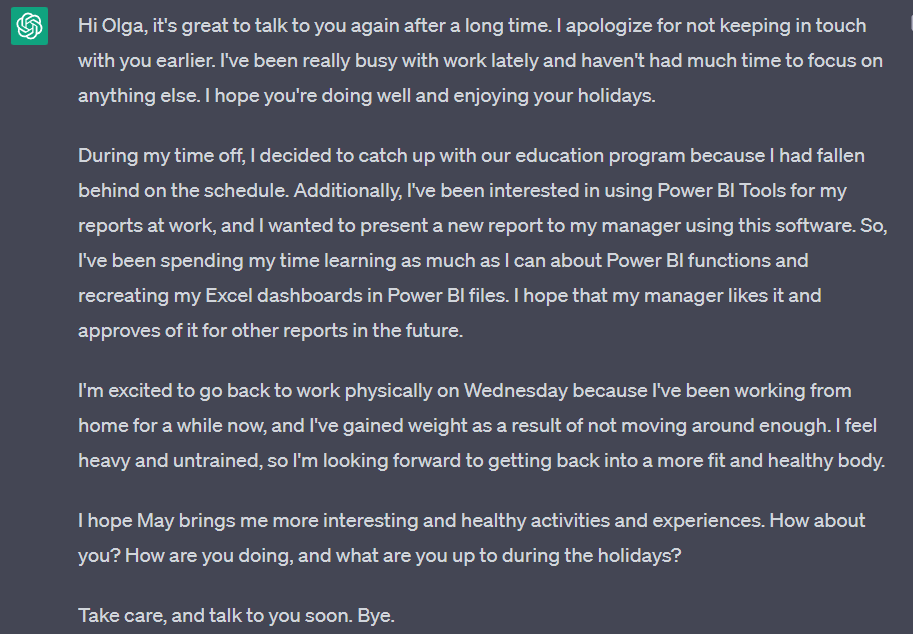 Hi Olga, it's great to talk to you again after a long time. I apologize for not keeping in touch
with you earlier. I've been really busy with work lately and haven't had much time to focus on
anything else. I hope you're doing well and enjoying your holidays.
During my time off, I decided to catch up with our education program because I had fallen
behind on the schedule. Additionally, I've been interested in using Power BI Tools for my
reports at work, and I wanted to present a new report to my manager using this software. So,
I've been spending my time learning as much as I can about Power BI functions and
recreating my Excel dashboards in Power BI files. I hope that my manager likes it and
approves of it for other reports in the future.
I'm excited to go back to work physically on Wednesday because I've been working from
home for a while now, and I've gained weight as a result of not moving around enough. I feel
heavy and untrained, so I'm looking forward to getting back into a more fit and healthy body.
I hope May brings me more interesting and healthy activities and experiences. How about
you? How are you doing, and what are you up to during the holidays?
Take care, and talk to you soon. Bye.